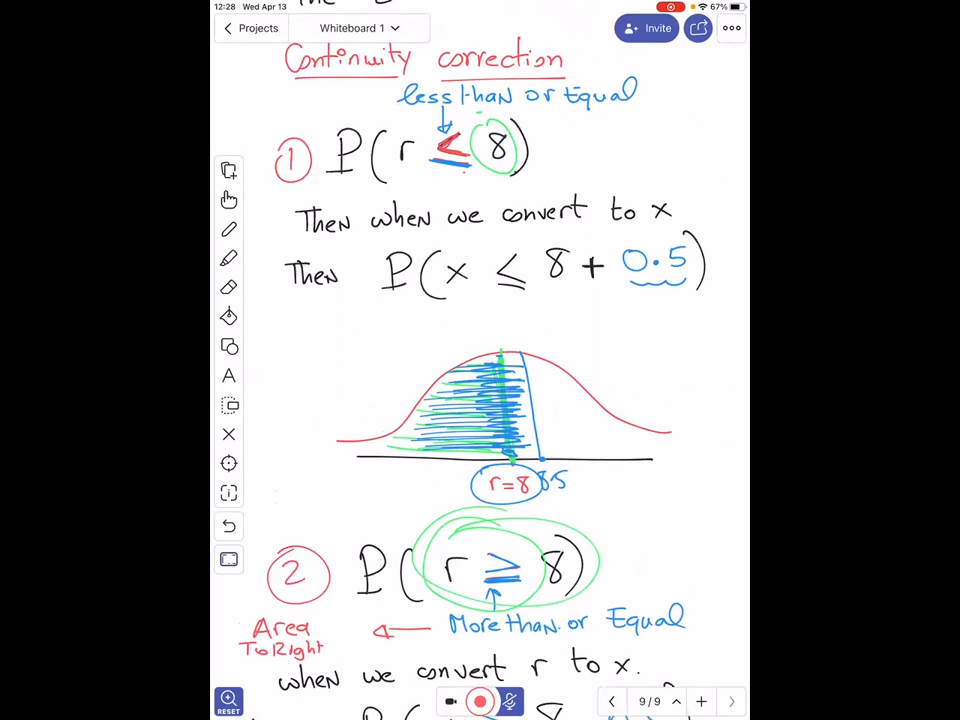 12:28 Wed Apr 13 67%
Projects Whiteboard 1 Invite
Continuity correction
less than or Equal
1 P(r ≤ 8)
Then when we convert to x
Then P(x ≤ 8 + 0.5)
r=8 8.5
2 P(r ≥ 8)
More than or Equal
Area
To Right
when we convert r to x.
P( 8
RESET 9/9